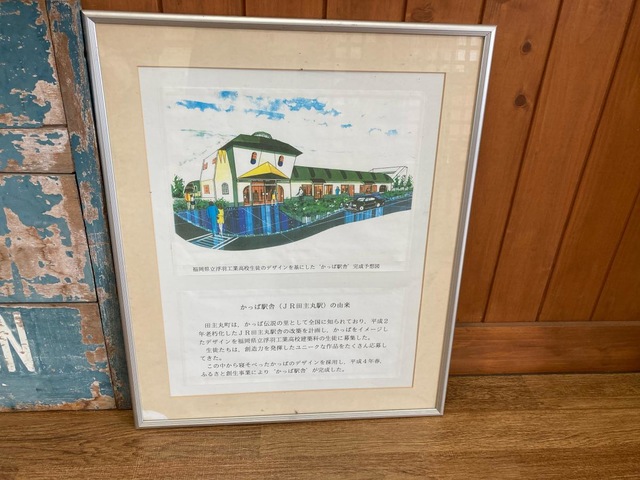 福岡県立浮羽工業高校生徒のデザインを基にした“かっぱ駅舎”完成予想図
かっぱ駅舎(JR田主丸駅)の由来
田主丸町は、かっぱ伝説の里として全国に知られており、平成2
年老朽化したJR田主丸駅舎の改築を計画し、かっぱをイメージし
たデザインを福岡県立浮羽工業高校建築科の生徒に募集した。
生徒たちは、創造力を発揮したユニークな作品をたくさん応募し
てきた。
この中から寝そべったかっぱのデザインを採用し、平成4年春、
ふるさと創生事業により“かっぱ駅舎”が完成した。
N